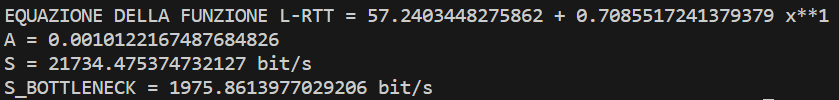 EQUAZIONE DELLA FUNZIONE L-RTT = 57.2403448275862 + 0.7085517241379379 x**1
A = 0.0010122167487684826
S = 21734.475374732127 bit/s
S_BOTTLENECK = 1975.8613977029206 bit/s